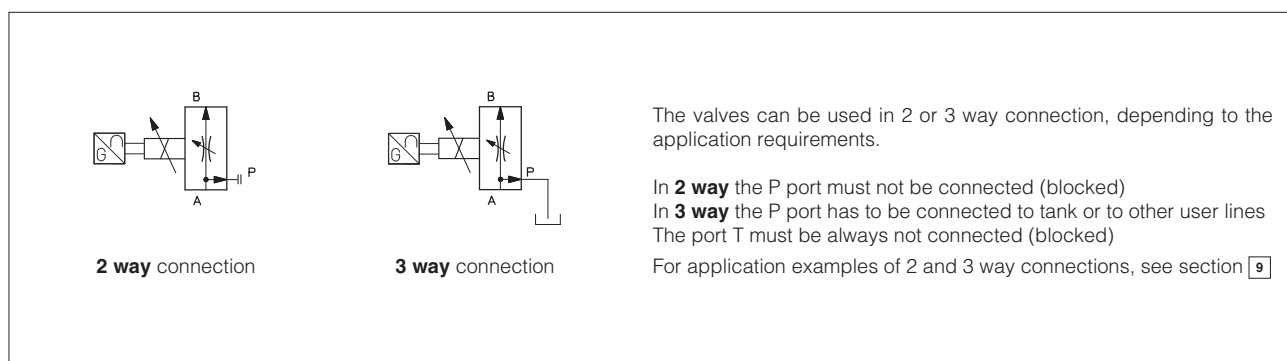 B
G
P
A
2 way connection
B
G
P
A
3 way connection
The valves can be used in 2 or 3 way connection, depending to the
application requirements.
In 2 way the P port must not be connected (blocked)
In 3 way the P port has to be connected to tank or to other user lines
The port T must be always not connected (blocked)
For application examples of 2 and 3 way connections, see section 9